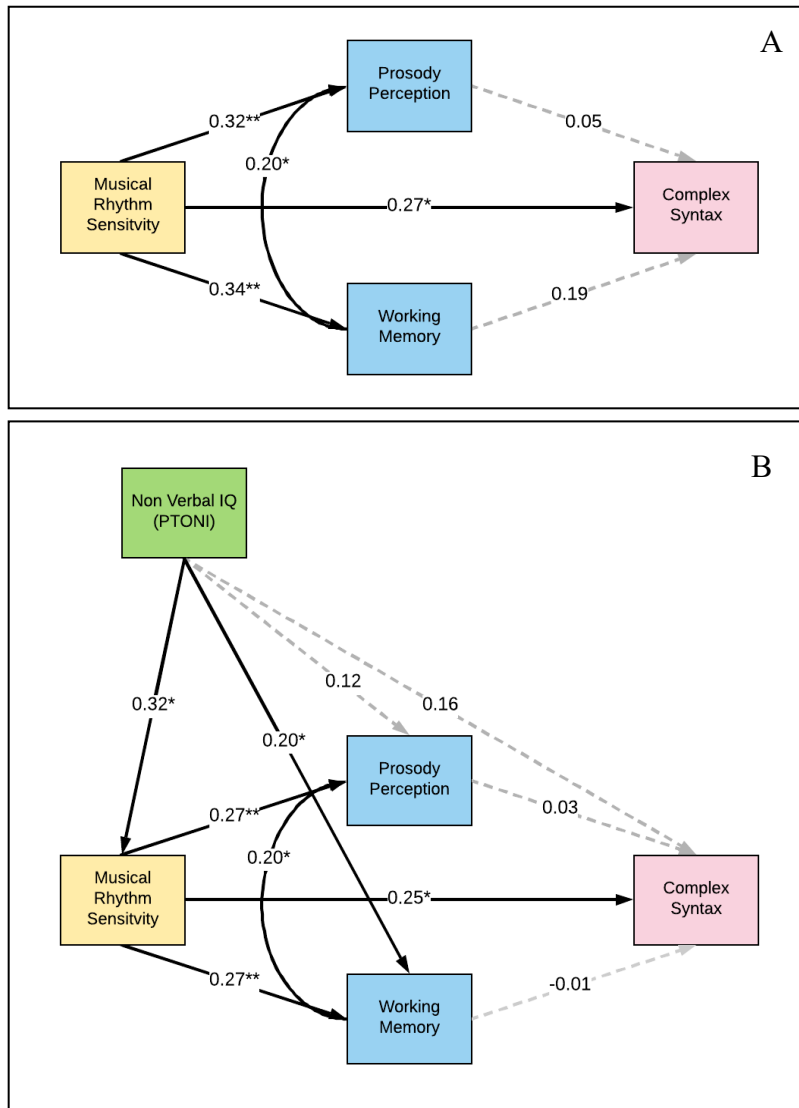 A
Prosody
Perception
0.32**
0.05
0.20*
Musical
Rhythm
Sensitvity
0.27*
Complex
Syntax
0.34**
0.19
Working
Memory
B
Non Verbal IQ
(PTONI)
0.12
0.32*
0.16
0.20*
Prosody
Perception
0.27**
0.03
0.20*
Musical
Rhythm
Sensitvity
0.25*
Complex
Syntax
0.27**
-0.01
Working
Memory